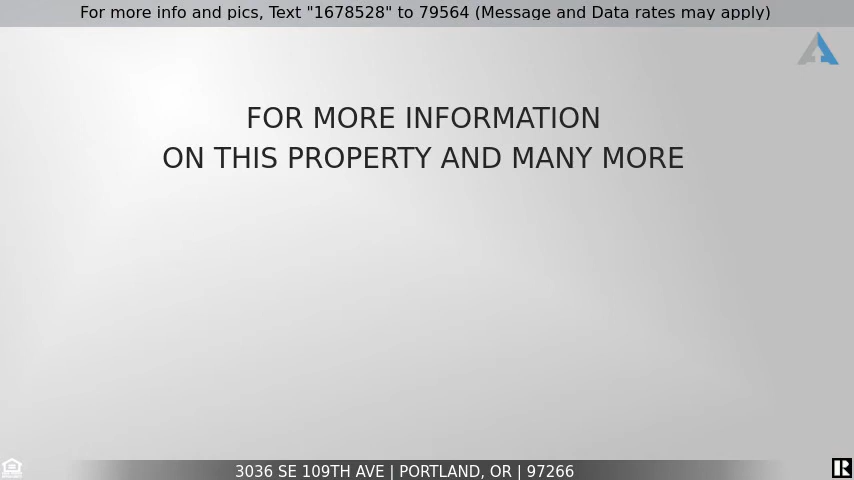 For more info and pics, Text "1678528" to 79564 (Message and Data rates may apply)
FOR MORE INFORMATION
ON THIS PROPERTY AND MANY MORE
3036 SE 109TH AVE | PORTLAND, OR | 97266